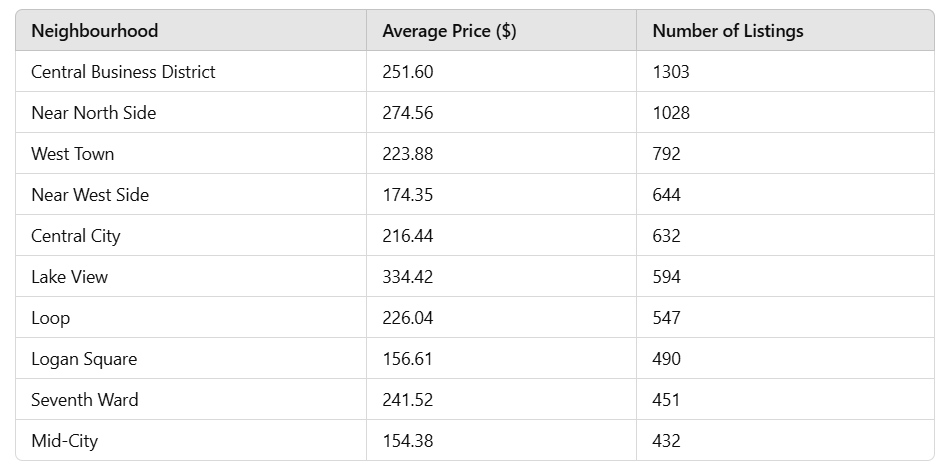 Neighbourhood Average Price ($) Number of Listings
Central Business District 251.60 1303
Near North Side 274.56 1028
West Town 223.88 792
Near West Side 174.35 644
Central City 216.44 632
Lake View 334.42 594
Loop 226.04 547
Logan Square 156.61 490
Seventh Ward 241.52 451
Mid-City 154.38 432